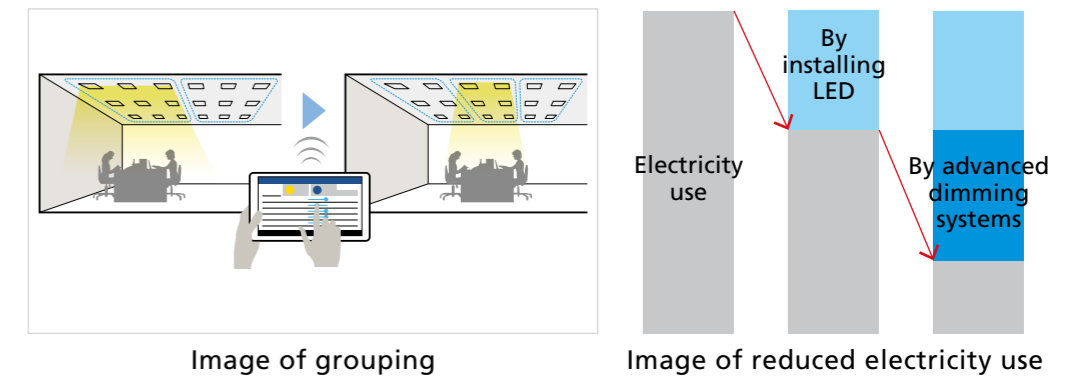 Electricity
use
By
installing
LED
By advanced
dimming
systems
Image of grouping
Image of reduced electricity use